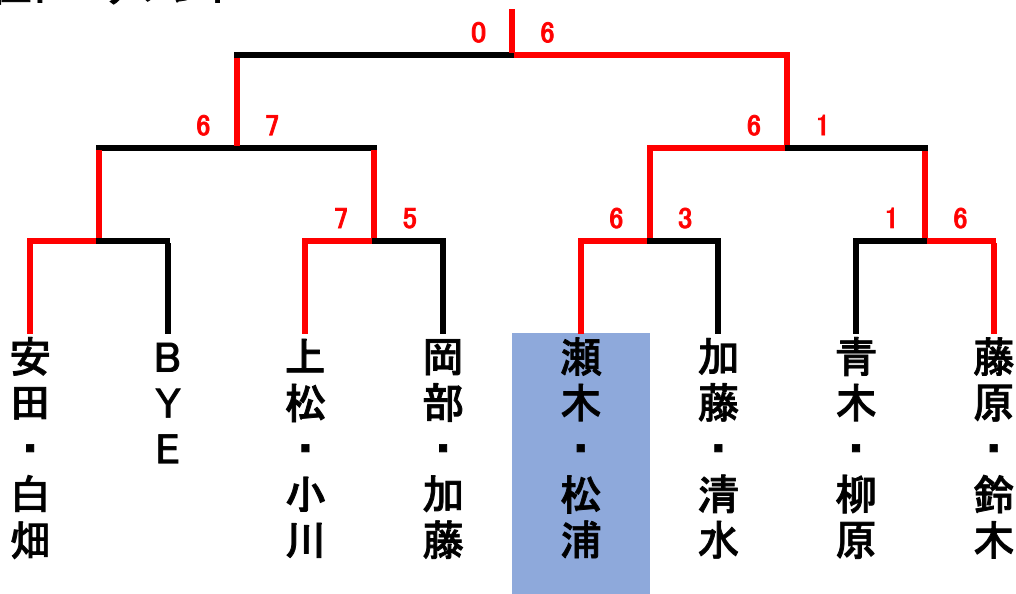 0 6
6 7
6 1
7 5
6 3
1 6
安田・白畑
BYE
上松・小川
岡部・加藤
瀬木・松浦
加藤・清水
青木・柳原
藤原・鈴木